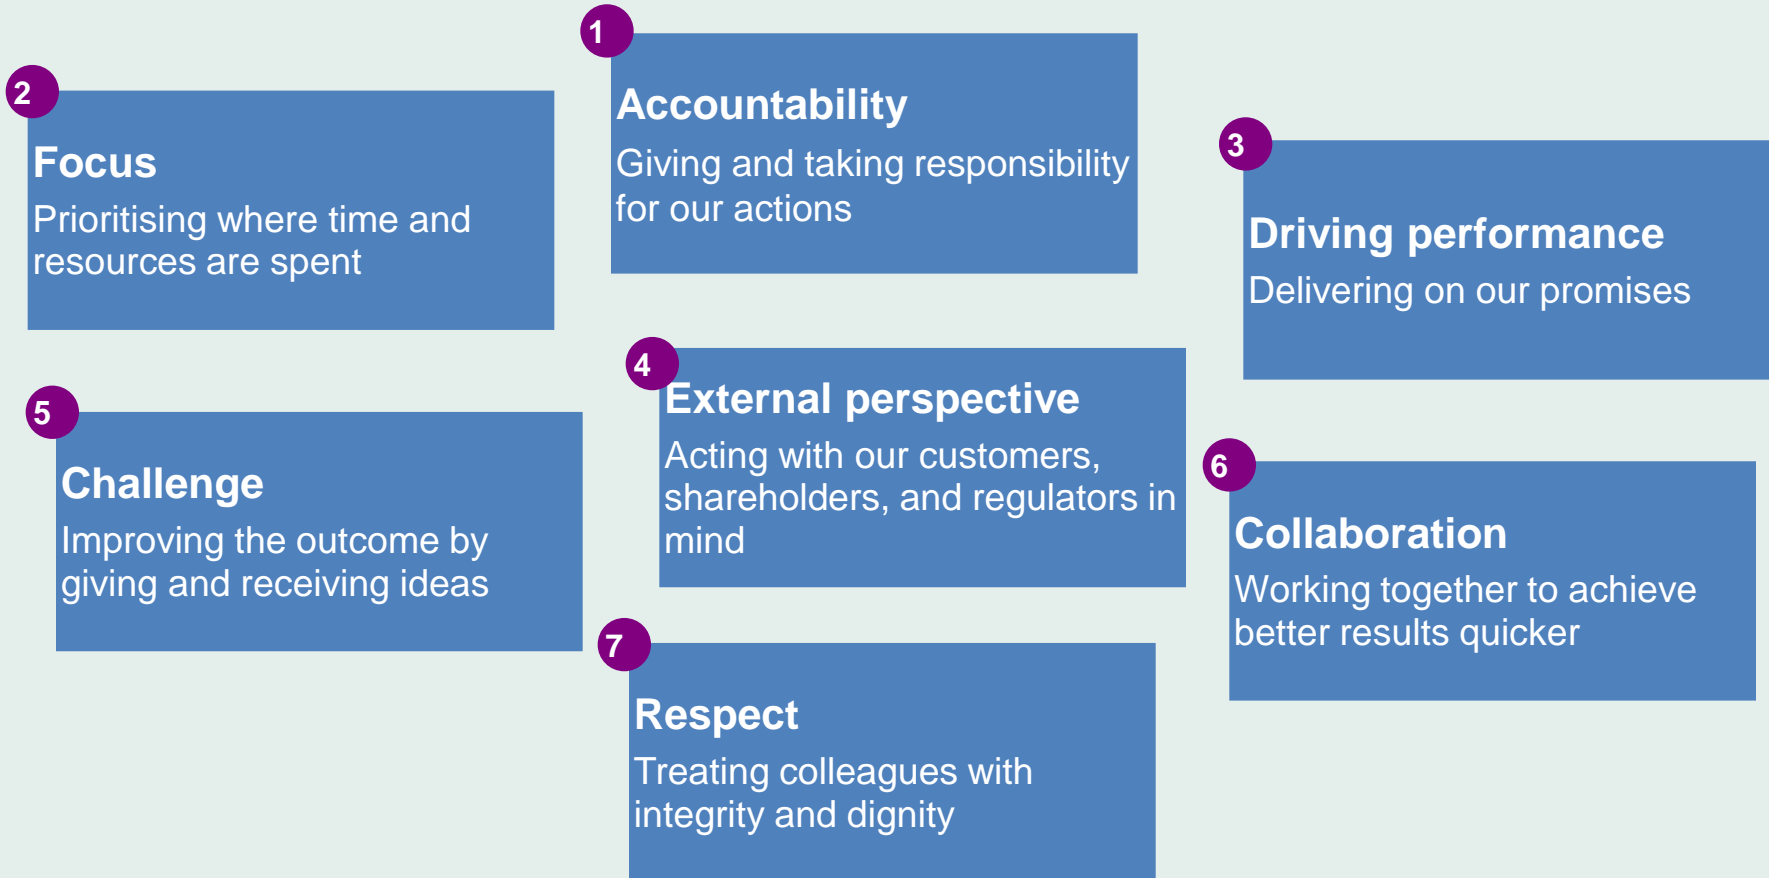 1
Accountability
Giving and taking responsibility
for our actions
2
Focus
Prioritising where time and
resources are spent
3
Driving performance
Delivering on our promises
4
External perspective
Acting with our customers,
shareholders, and regulators in
mind
5
Challenge
Improving the outcome by
giving and receiving ideas
6
Collaboration
Working together to achieve
better results quicker
7
Respect
Treating colleagues with
integrity and dignity